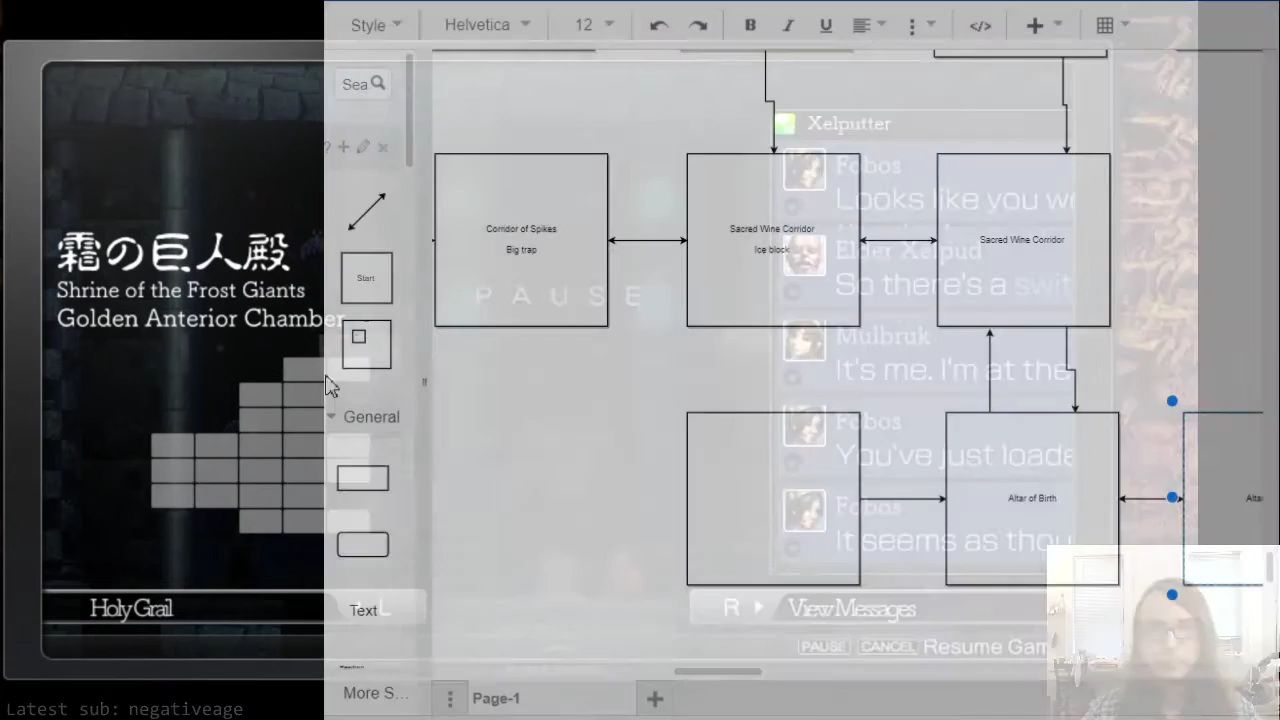 Style
Helvetica
12
B
I
U
</>
Sea
?
Xelputter
Fobos
Looks like you w
Elder Xelpud
So there's a swit
Mulbruk
It's me. I'm at the
Fobos
You've just loade
Fobos
It seems as thou
Corridor of Spikes
Big trap
Sacred Wine Corridor
Ice block
Sacred Wine Corridor
PAUSE
Start
霜の巨人殿
Shrine of the Frost Giants
Golden Anterior Chamber
General
If
Altar of Birth
Alta
Holy Grail
Text
L
R
View Messages
PAUSE CANCEL Resume Gam
More S...
Page-1
Latest sub: negativeage